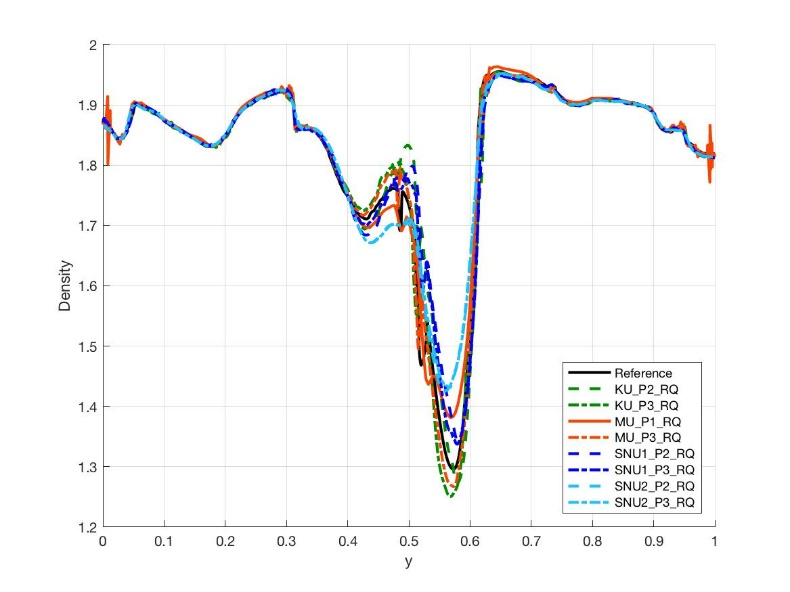 2
1.9
1.8
1.7
1.6
1.5
1.4
1.3
1.2
Density
0 0.1 0.2 0.3 0.4 0.5 0.6 0.7 0.8 0.9 1
y
Reference
KU_P2_RQ
KU_P3_RQ
MU_P1_RQ
MU_P3_RQ
SNU1_P2_RQ
SNU1_P3_RQ
SNU2_P2_RQ
SNU2_P3_RQ